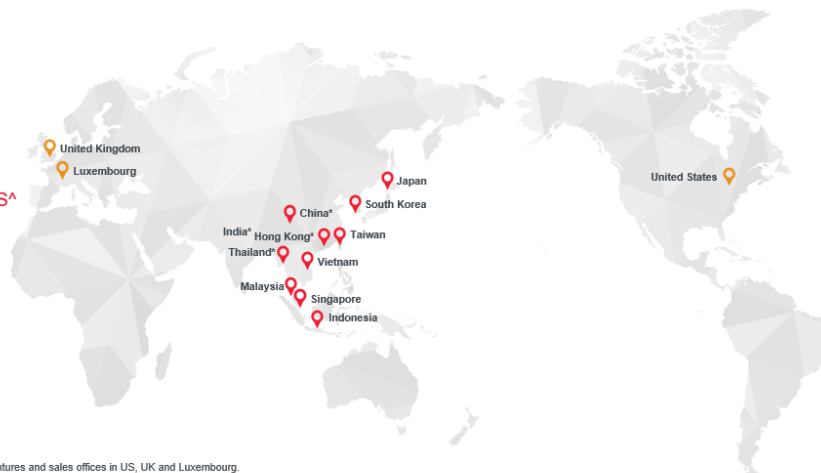 United Kingdom
Luxembourg
S^
Japan
United States
South Korea
China*
India*
Hong Kong*
Taiwan
Thailand*
Vietnam
Malaysia
Singapore
Indonesia
ntures and sales offices in US, UK and Luxembourg.